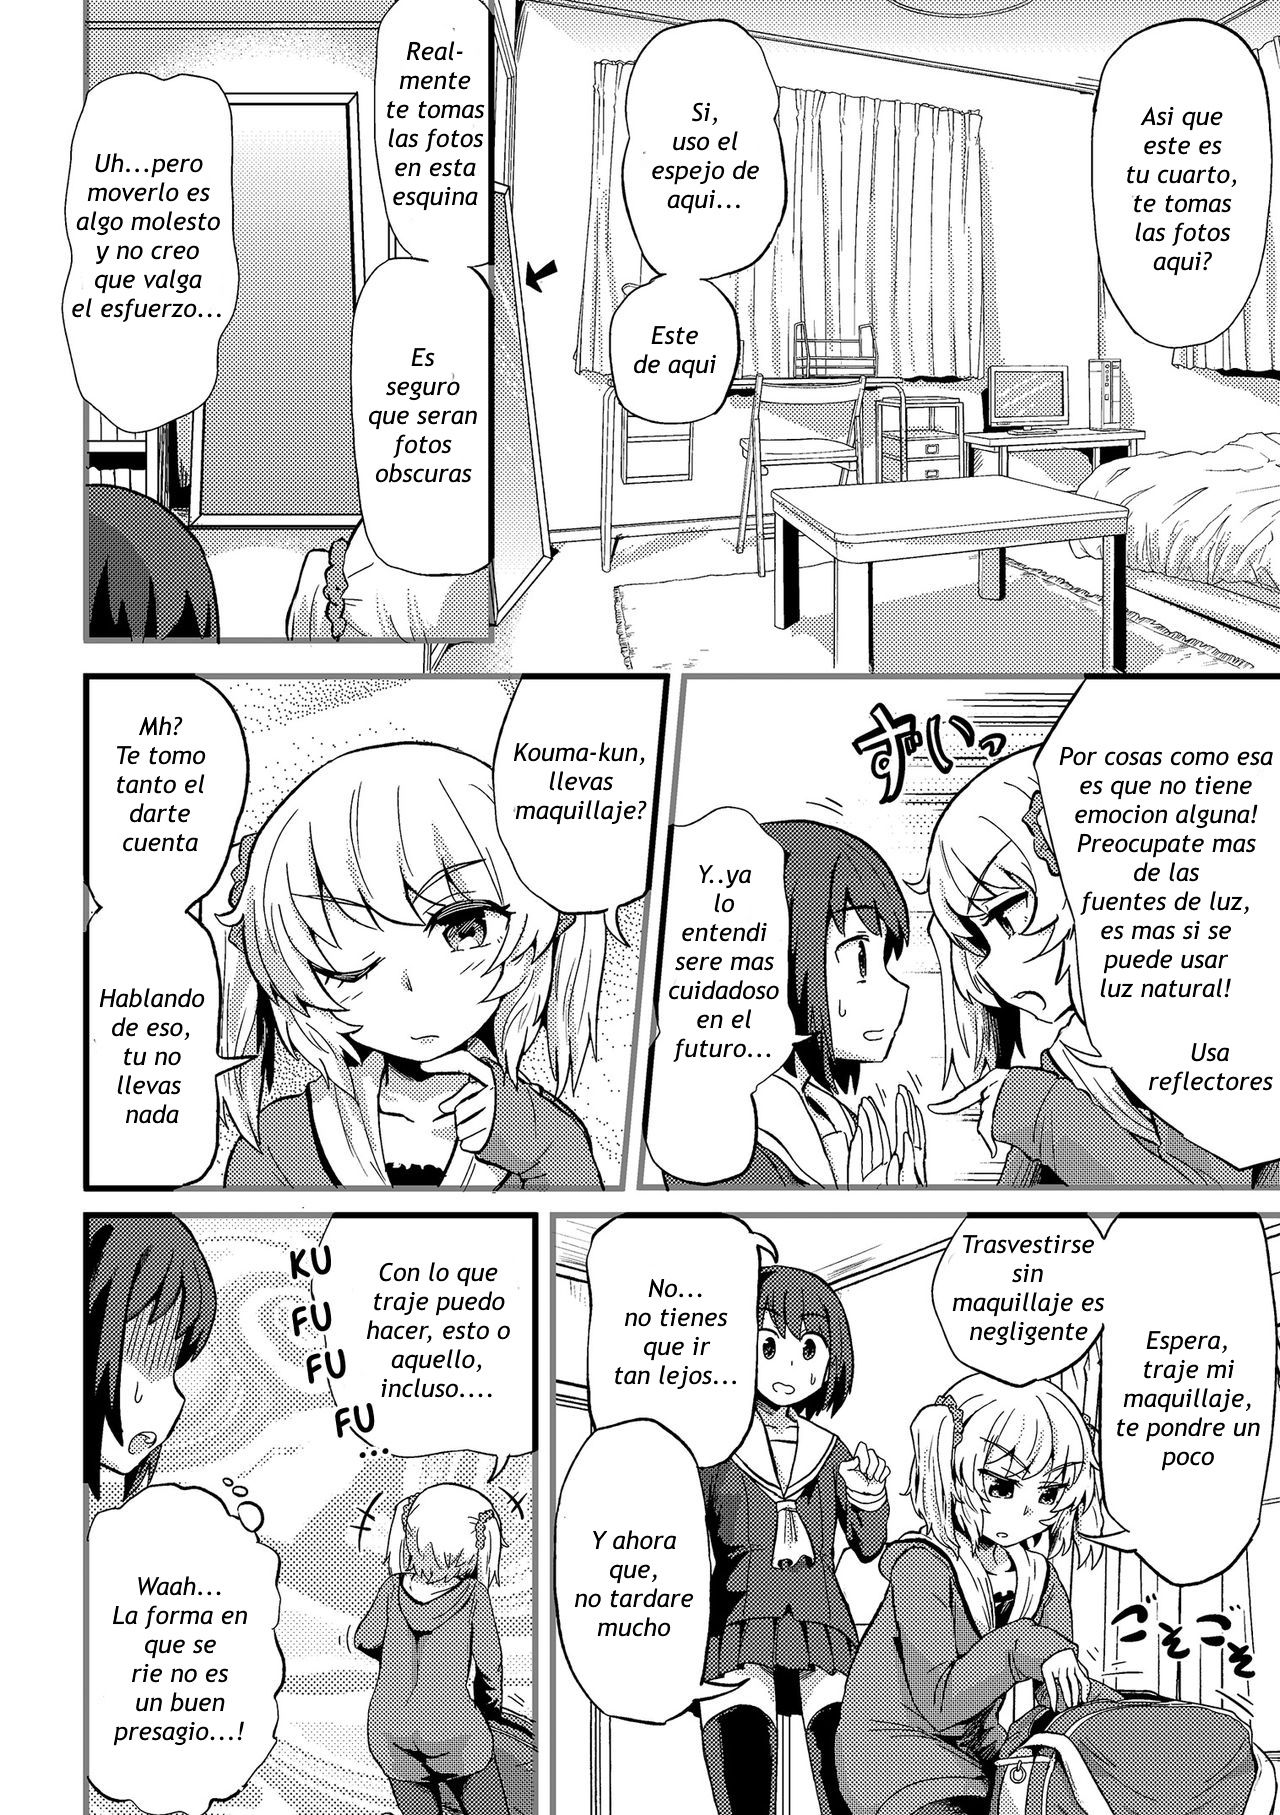 Asi que
este es
tu cuarto,
te tomas
las fotos
aqui?
Si,
uso el
espejo de
aqui...
Este
de aqui
Real-
mente
te tomas
las fotos
en esta
esquina
Es
seguro
que seran
fotos
obscuras
Uh...pero
moverlo es
algo molesto
y no creo
que valga
el esfuerzo...
Por cosas como esa
es que no tiene
emocion alguna!
Preocupate mas
de las
fuentes de luz,
es mas si se
puede usar
luz natural!
Usa
reflectores
ずいっ
Y..ya
lo
entendi
sere mas
cuidadoso
en el
futuro...
Kouma-kun,
llevas
maquillaje?
Mh?
Te tomo
tanto el
darte
cuenta
Hablando
de eso,
tu no
llevas
nada
Espera,
traje mi
maquillaje,
te pondre un
poco
Trasvestirse
sin
maquillaje es
negligente
No...
no tienes
que ir
tan lejos...
Y ahora
que,
no tardare
mucho
ごそごそ
Con lo que
traje puedo
hacer, esto o
aquello,
incluso....
KU
FU
FU
FU
...
Waah...
La forma en
que se
rie no es
un buen
presagio...!